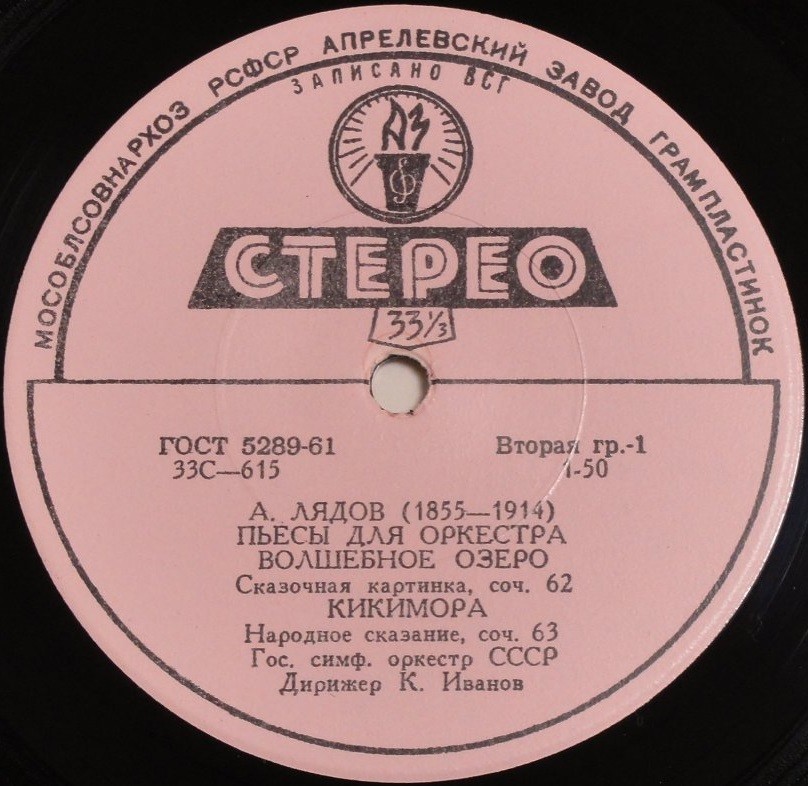 МОСОБЛСОВНАРХОЗ РСФСР АПРЕЛЕВСКИЙ ЗАВОД ГРАМПЛАСТИНОК
ЗАПИСАНО ВСГ
АЗ
СТЕРЕО
33⅓
ГОСТ 5289-61 Вторая гр.-1
33С—615 1-50
А. ЛЯДОВ (1855—1914)
ПЬЕСЫ ДЛЯ ОРКЕСТРА
ВОЛШЕБНОЕ ОЗЕРО
Сказочная картинка, соч. 62
КИКИМОРА
Народное сказание, соч. 63
Гос. симф. оркестр СССР
Дирижер К. Иванов